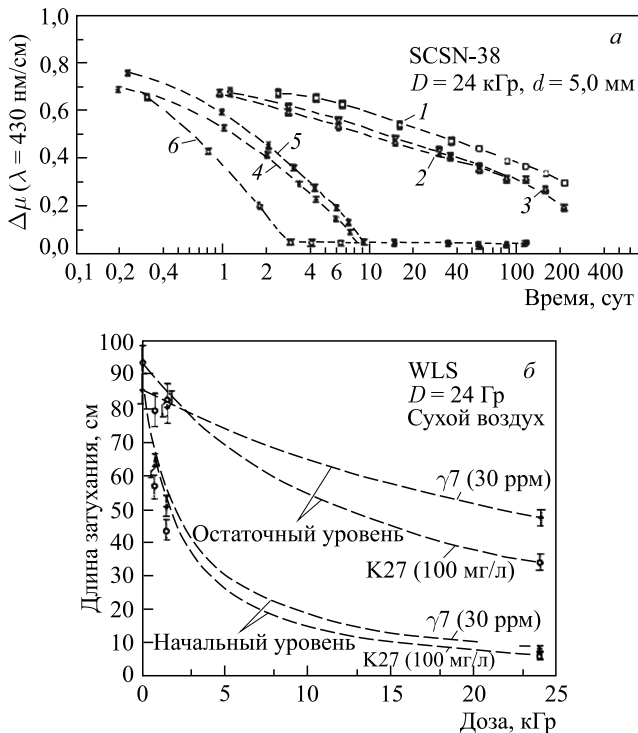 а
SCSN-38
D = 24 кГр, d = 5,0 мм
Δμ (λ = 430 нм/см)
1,0
0,8
0,6
0,4
0,2
0,0
1
2
3
4
5
6
0,1 0,2 0,4 1 2 4 6 10 20 40 100 200 400
Время, сут
б
WLS
D = 24 Гр
Сухой воздух
Длина затухания, см
100
90
80
70
60
50
40
30
20
10
0
γ7 (30 ррм)
Остаточный уровень
К27 (100 мг/л)
γ7 (30 ррм)
Начальный уровень
К27 (100 мг/л)
0 5 10 15 20 25
Доза, кГр